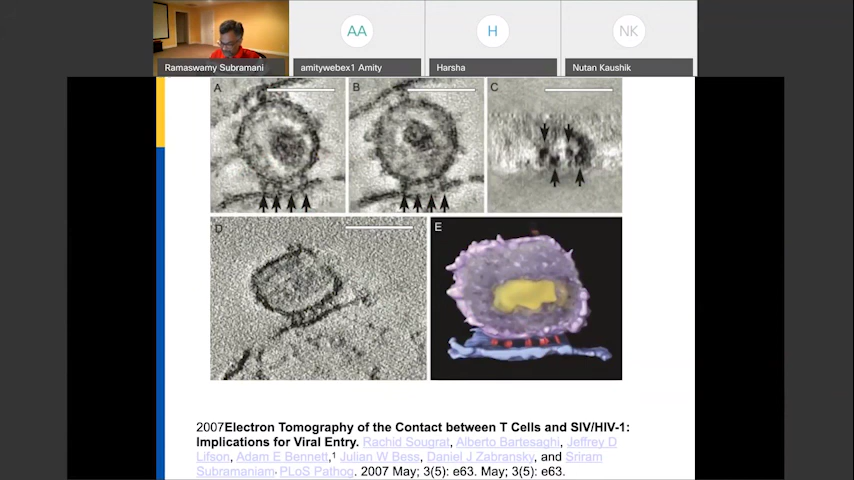 AA
H
NK
Ramaswamy Subramani
amitywebex1 Amity
Harsha
Nutan Kaushik
A
B
C
D
E
2007Electron Tomography of the Contact between T Cells and SIV/HIV-1:
Implications for Viral Entry. Rachid Sougrat, Alberto Bartesaghi, Jeffrey D
Lifson, Adam E Bennett,1 Julian W Bess, Daniel J Zabransky, and Sriram
Subramaniam. PLoS Pathog. 2007 May; 3(5): e63. May; 3(5): e63.